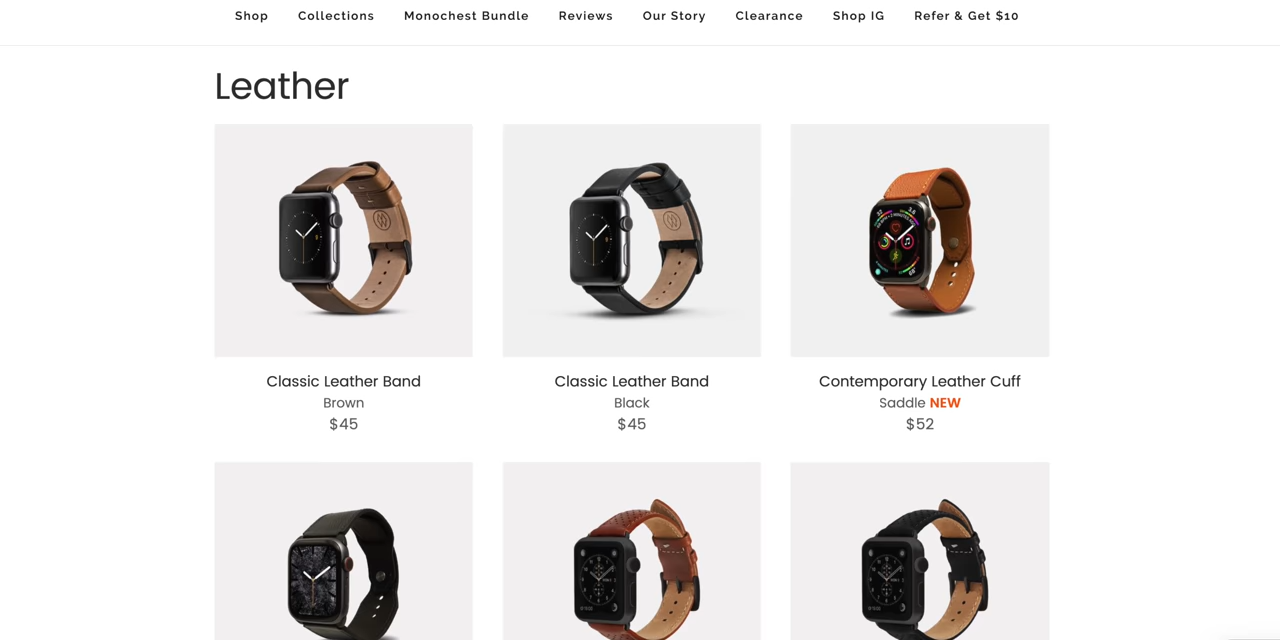 Shop Collections Monochest Bundle Reviews Our Story Clearance Shop IG Refer & Get $10
Leather
Classic Leather Band
Brown
$45
Classic Leather Band
Black
$45
Contemporary Leather Cuff
Saddle NEW
$52